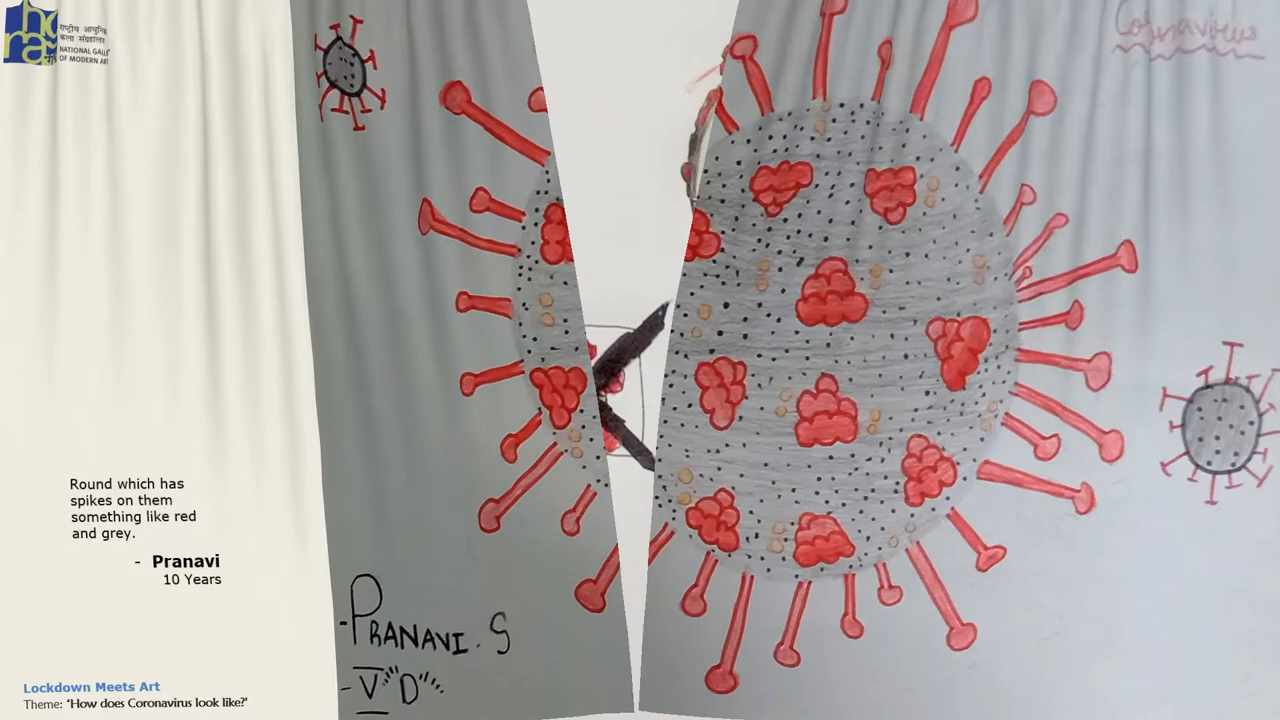 राष्ट्रीय आधुनि
कला संग्रहालर
NATIONAL GALL
OF MODERN ART
Coronavirus
Round which has
spikes on them
something like red
and grey.
- Pranavi
10 Years
- PRANAVI. S
- V "D"
Lockdown Meets Art
Theme: 'How does Coronavirus look like?'